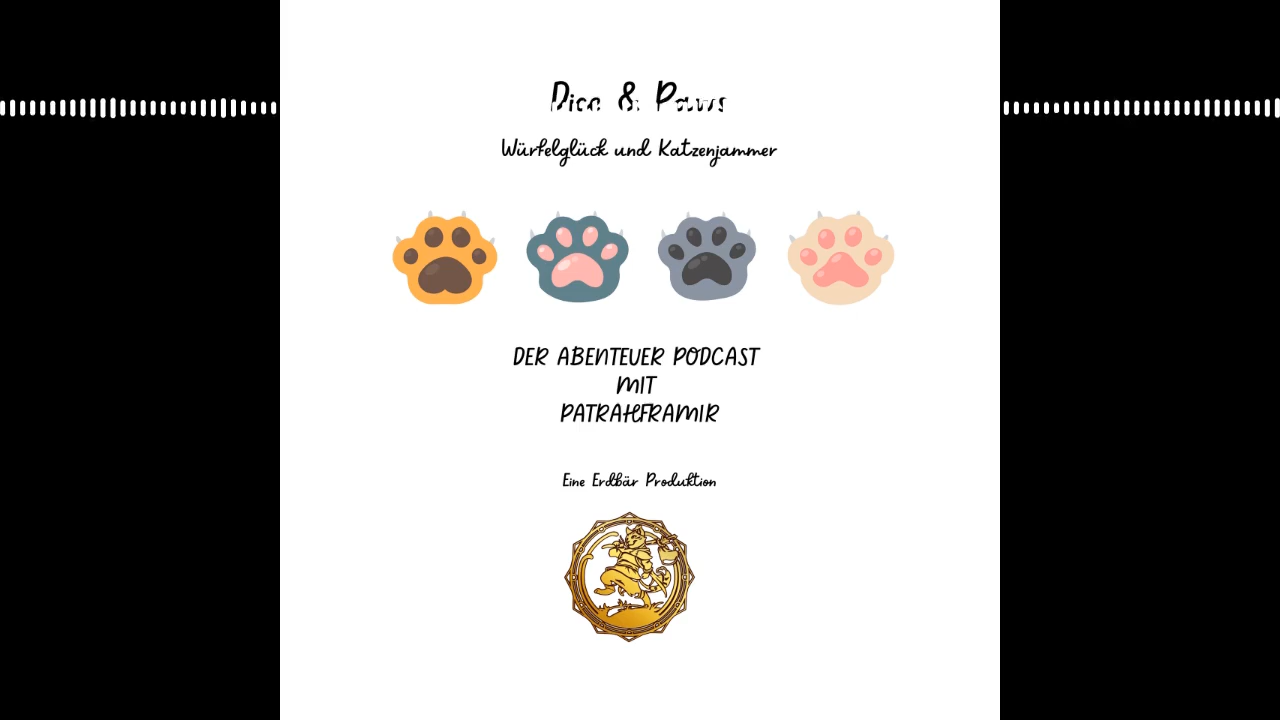 Dice & Paws
Würfelglück und Katzenjammer
DER ABENTEUER PODCAST
MIT
PATRAHFRAMIR
Eine Erdbär Produktion